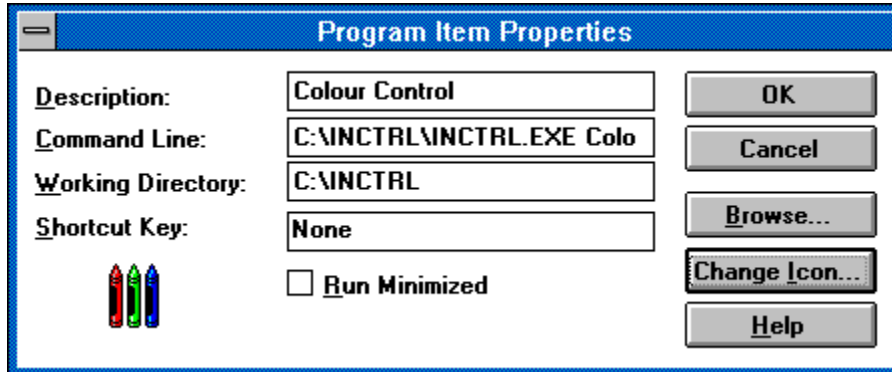 Program Item Properties
Description: Colour Control
Command Line: C:\INCTRL\INCTRL.EXE Colo
Working Directory: C:\INCTRL
Shortcut Key: None
Run Minimized
OK
Cancel
Browse...
Change Icon...
Help